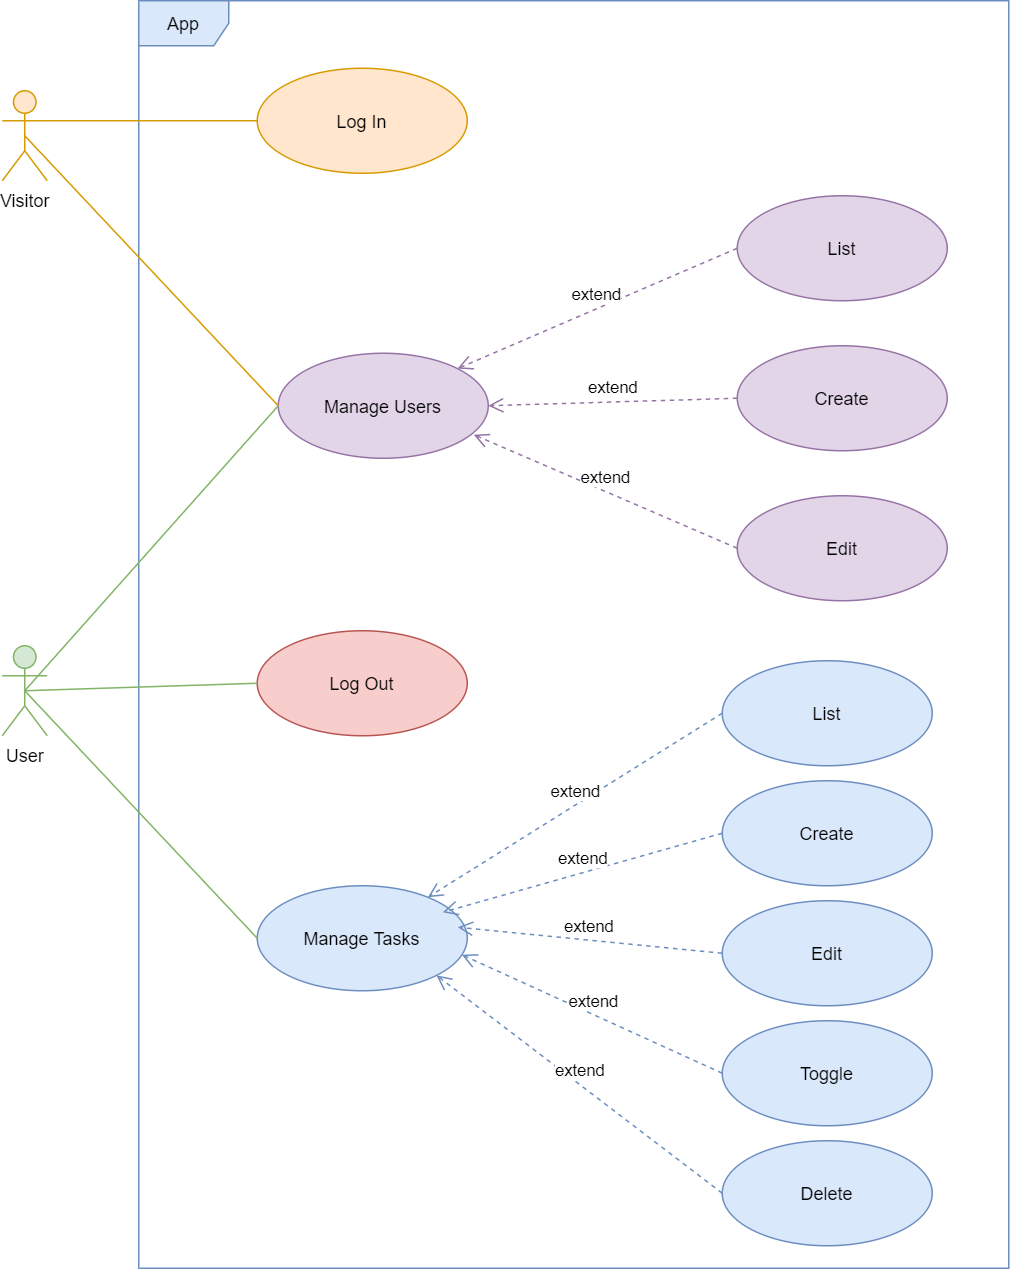 App
Log In
Visitor
List
extend
Create
extend
Manage Users
extend
Edit
Log Out
User
List
extend
Create
extend
extend
Manage Tasks
Edit
extend
Toggle
extend
Delete